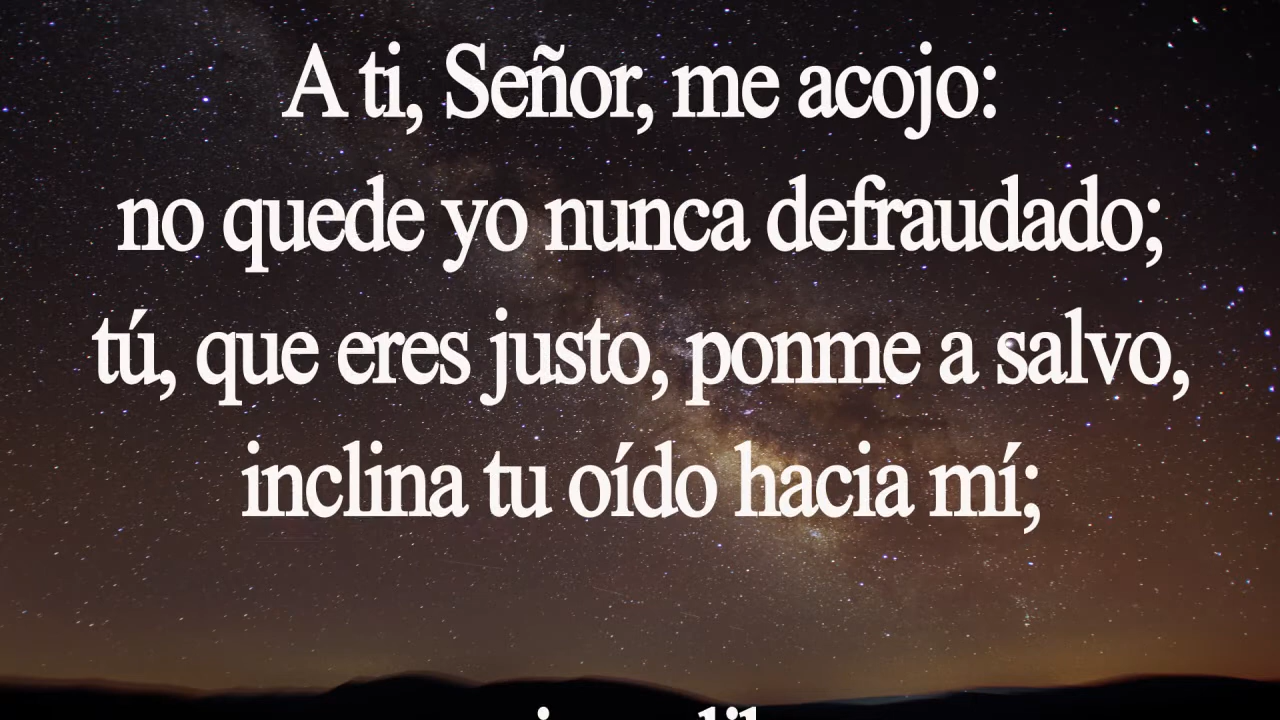 A ti, Señor, me acojo:
no quede yo nunca defraudado;
tú, que eres justo, ponme a salvo,
inclina tu oído hacia mí;